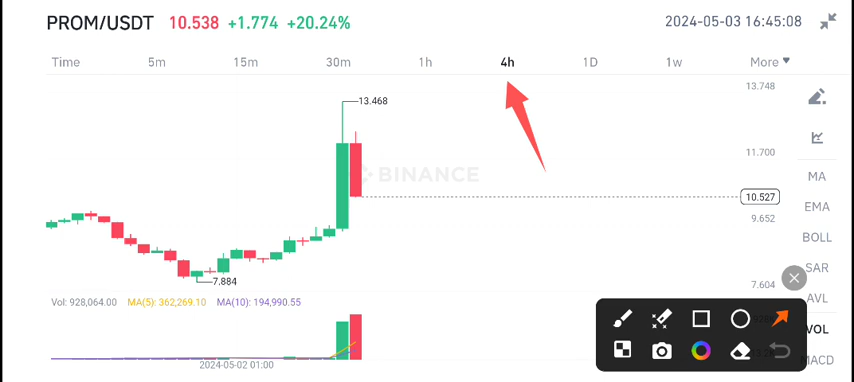 PROM/USDT 10.538 +1.774 +20.24% 2024-05-03 16:45:08
Time 5m 15m 30m 1h 4h 1D 1w More
13.748
13.468
11.700
BINANCE
MA
10.527
EMA
9.652
BOLL
SAR
7.884
7.604
AVL
Vol: 928,064.00 MA(5): 362,269.10 MA(10): 194,990.55
VOL
MACD
2024-05-02 01:00